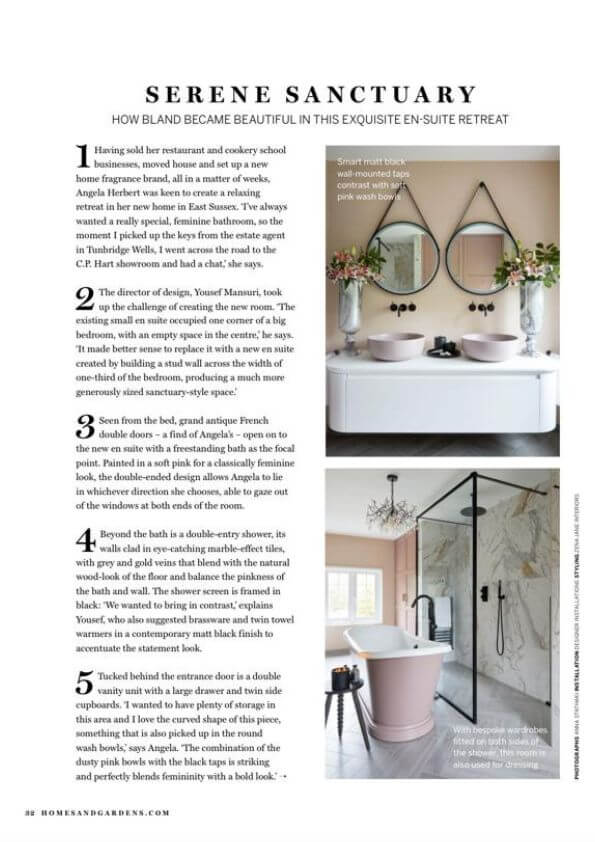 SERENE SANCTUARY
HOW BLAND BECAME BEAUTIFUL IN THIS EXQUISITE EN-SUITE RETREAT
1 Having sold her restaurant and cookery school
businesses, moved house and set up a new
home fragrance brand, all in a matter of weeks,
Angela Herbert was keen to create a relaxing
retreat in her new home in East Sussex. ‘I’ve always
wanted a really special, feminine bathroom, so the
moment I picked up the keys from the estate agent
in Tunbridge Wells, I went across the road to the
C.P. Hart showroom and had a chat,’ she says.
2 The director of design, Yousef Mansuri, took
up the challenge of creating the new room. ‘The
existing small en suite occupied one corner of a big
bedroom, with an empty space in the centre,’ he says.
‘It made better sense to replace it with a new en suite
created by building a stud wall across the width of
one-third of the bedroom, producing a much more
generously sized sanctuary-style space.’
3 Seen from the bed, grand antique French
double doors – a find of Angela’s – open on to
the new en suite with a freestanding bath as the focal
point. Painted in a soft pink for a classically feminine
look, the double-ended design allows Angela to lie
in whichever direction she chooses, able to gaze out
of the windows at both ends of the room.
4 Beyond the bath is a double-entry shower, its
walls clad in eye-catching marble-effect tiles,
with grey and gold veins that blend with the natural
wood-look of the floor and balance the pinkness of
the bath and wall. The shower screen is framed in
black: ‘We wanted to bring in contrast,’ explains
Yousef, who also suggested brassware and twin towel
warmers in a contemporary matt black finish to
accentuate the statement look.
5 Tucked behind the entrance door is a double
vanity unit with a large drawer and twin side
cupboards. ‘I wanted to have plenty of storage in
this area and I love the curved shape of this piece,
something that is also picked up in the round
wash bowls,’ says Angela. ‘The combination of the
dusty pink bowls with the black taps is striking
and perfectly blends femininity with a bold look.’ →
Smart matt black
wall-mounted taps
contrast with soft
pink wash bowls
With bespoke wardrobes
fitted on both sides of
the shower, this room is
also used for dressing
PHOTOGRAPHS ANNA STATHAKI INSTALLATION DESIGNER INSTALLATIONS STYLING ZENIA JANE INTERIORS
32 HOMESANDGARDENS.COM